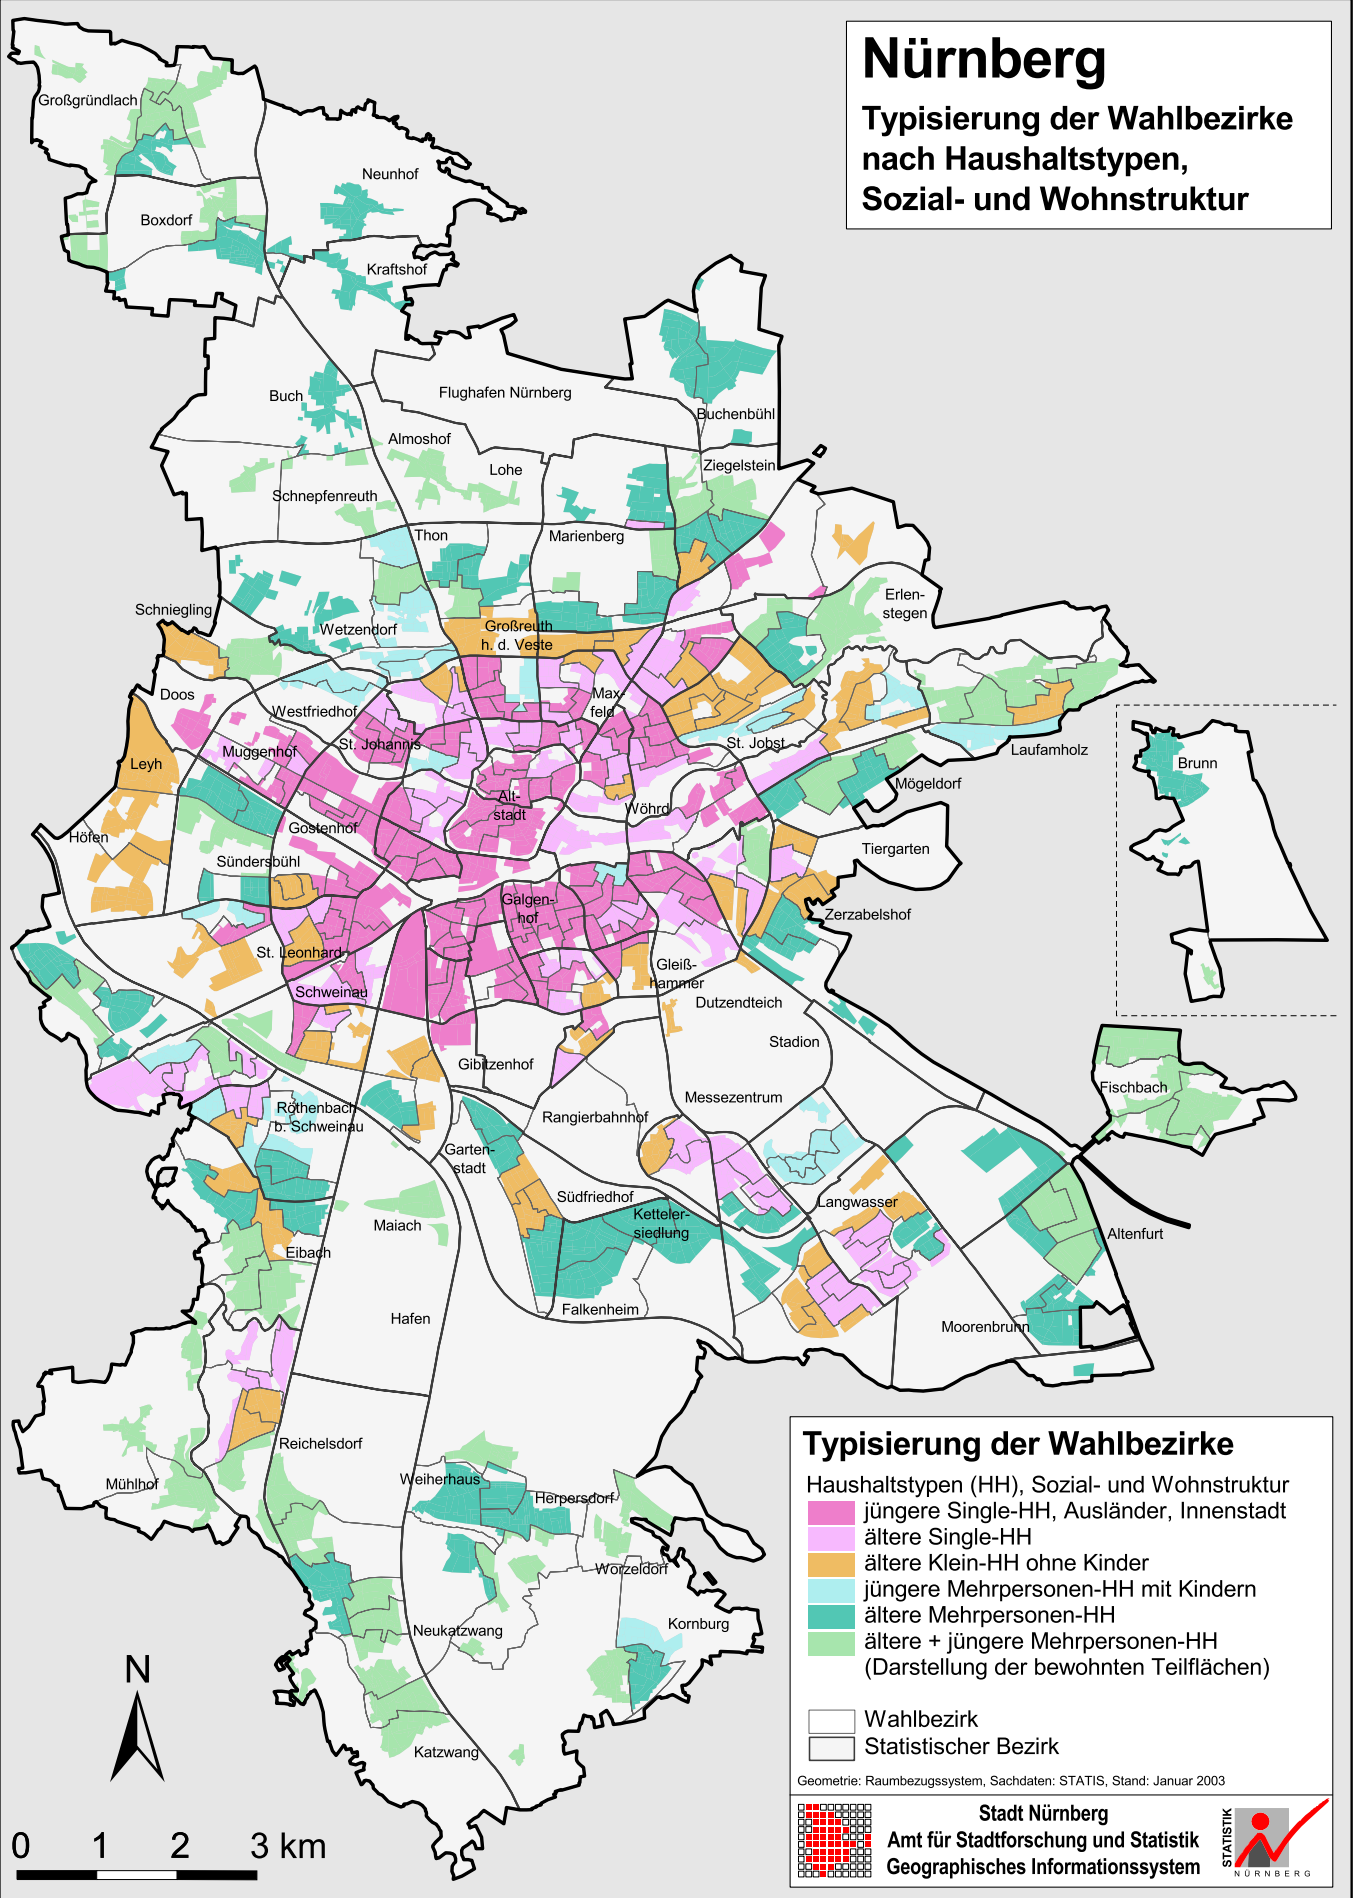 Nürnberg
Typisierung der Wahlbezirke
nach Haushaltstypen,
Sozial- und Wohnstruktur
Großgründlach
Neunhof
Boxdorf
Kraftshof
Buch
Flughafen Nürnberg
Buchenbühl
Almoshof
Lohe
Ziegelstein
Schnepfenreuth
Thon
Marienberg
Erlen-
stegen
Schniegling
Wetzendorf
Großreuth
h. d. Veste
Doos
Westfriedhof
Max-
feld
St. Johannis
St. Jobst
Laufamholz
Muggenhof
Leyh
Mögeldorf
Brunn
Alt-
stadt
Wöhrd
Höfen
Gostenhof
Tiergarten
Sündersbühl
Galgen-
hof
Zerzabelshof
St. Leonhard
Gleiß-
hammer
Schweinau
Dutzendteich
Stadion
Gibitzenhof
Fischbach
Messezentrum
Röthenbach
b. Schweinau
Rangierbahnhof
Garten-
stadt
Südfriedhof
Langwasser
Maiach
Ketteler-
siedlung
Altenfurt
Eibach
Falkenheim
Hafen
Moorenbrunn
Reichelsdorf
Mühlhof
Weiherhaus
Herpersdorf
Worzeldorf
Kornburg
Neukatzwang
Katzwang
Typisierung der Wahlbezirke
Haushaltstypen (HH), Sozial- und Wohnstruktur
jüngere Single-HH, Ausländer, Innenstadt
ältere Single-HH
ältere Klein-HH ohne Kinder
jüngere Mehrpersonen-HH mit Kindern
ältere Mehrpersonen-HH
ältere + jüngere Mehrpersonen-HH
(Darstellung der bewohnten Teilflächen)
Wahlbezirk
Statistischer Bezirk
Geometrie: Raumbezugssystem, Sachdaten: STATIS, Stand: Januar 2003
Stadt Nürnberg
Amt für Stadtforschung und Statistik
Geographisches Informationssystem
STATISTIK
NÜRNBERG
N
0 1 2 3 km